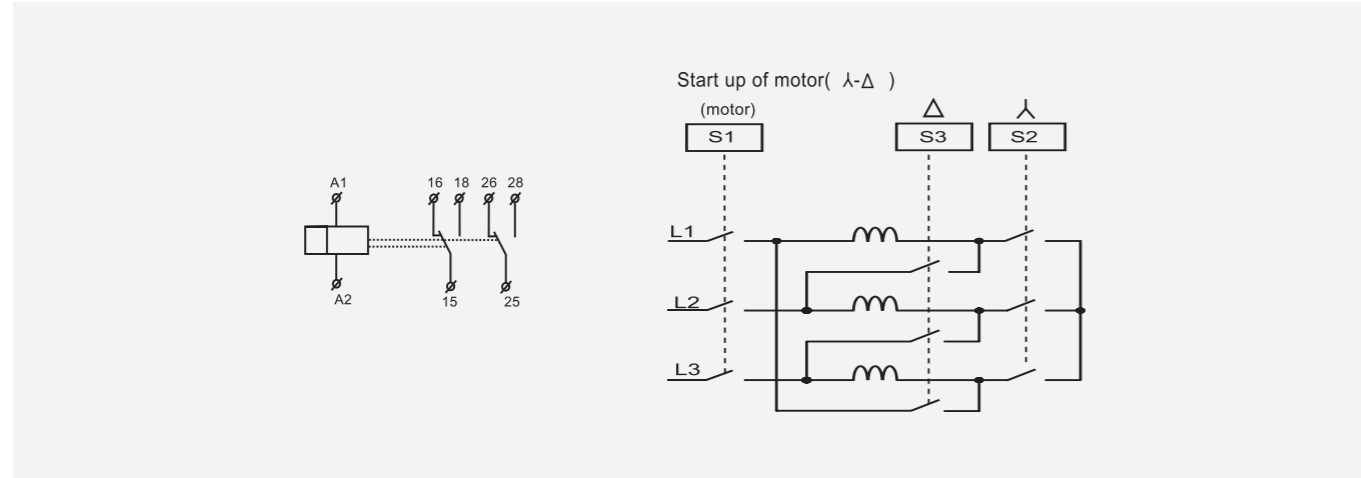 Start up of motor( ⅄-Δ )
(motor)
Δ
⅄
S1
S3
S2
A1
16 18 26 28
A2
15
25
L1
L2
L3